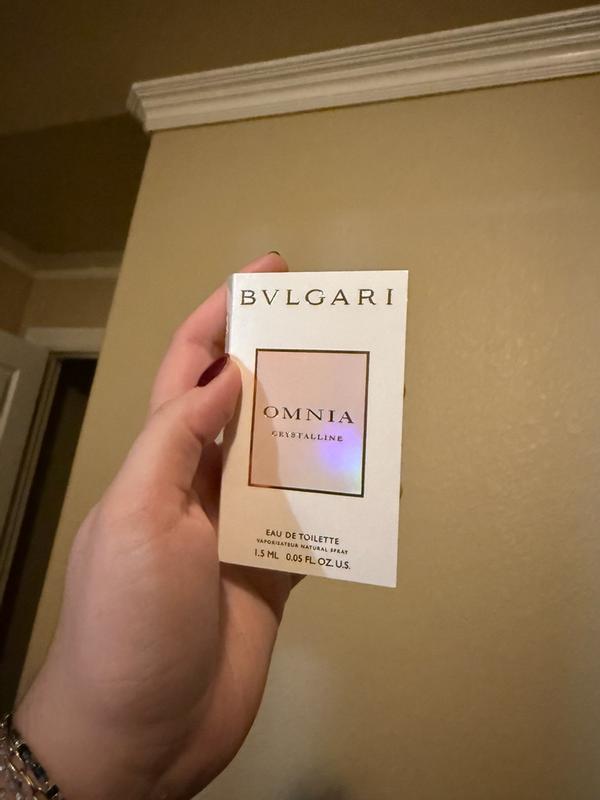 BVLGARI
OMNIA
CRYSTALLINE
EAU DE TOILETTE
VAPORISATEUR NATURAL SPRAY
1.5 ML 0.05 FL. OZ. U.S.